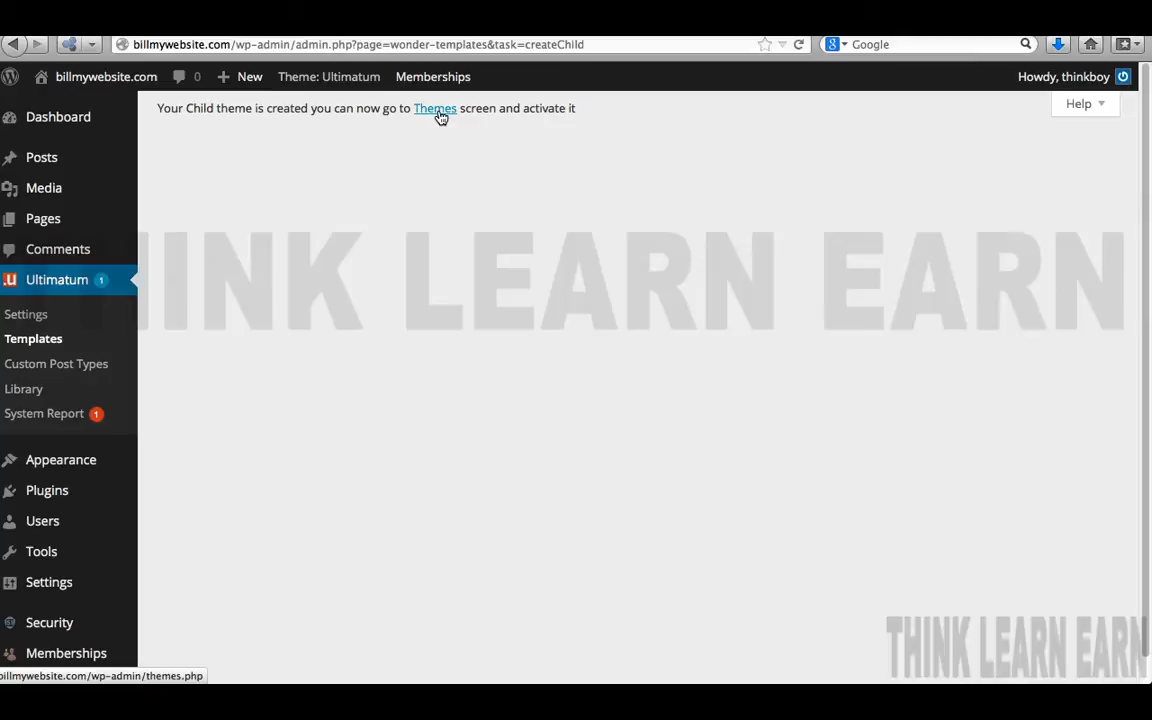 billmywebsite.com/wp-admin/admin.php?page=wonder-templates&task=createChild
Google
billmywebsite.com
0
New
Theme: Ultimatum
Memberships
Howdy, thinkboy
Your Child theme is created you can now go to Themes screen and activate it
Help
Dashboard
Posts
Media
Pages
Comments
Ultimatum 1
Settings
Templates
Custom Post Types
Library
System Report 1
Appearance
Plugins
Users
Tools
Settings
Security
Memberships
THINK LEARN EARN
THINK LEARN EARN
billmywebsite.com/wp-admin/themes.php